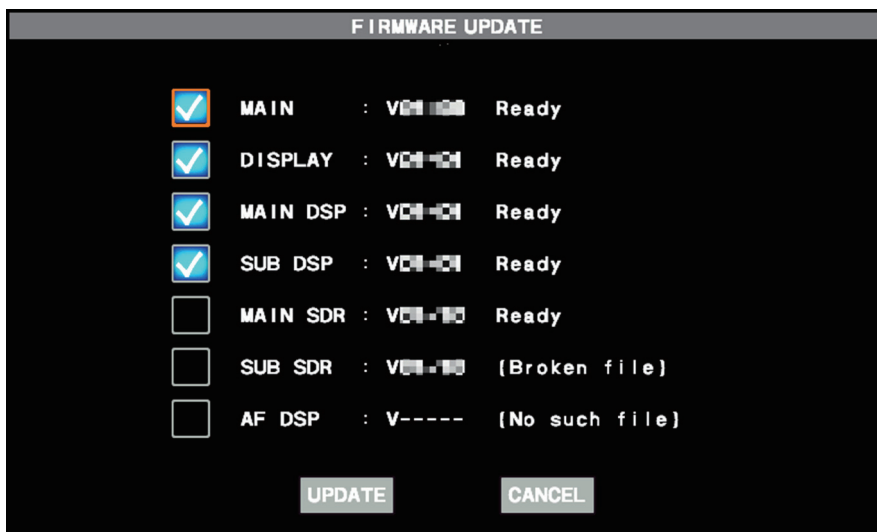 FIRMWARE UPDATE
MAIN : Ready
DISPLAY : Ready
MAIN DSP : Ready
SUB DSP : Ready
MAIN SDR : Ready
SUB SDR : (Broken file)
AF DSP : V----- (No such file)
UPDATE CANCEL